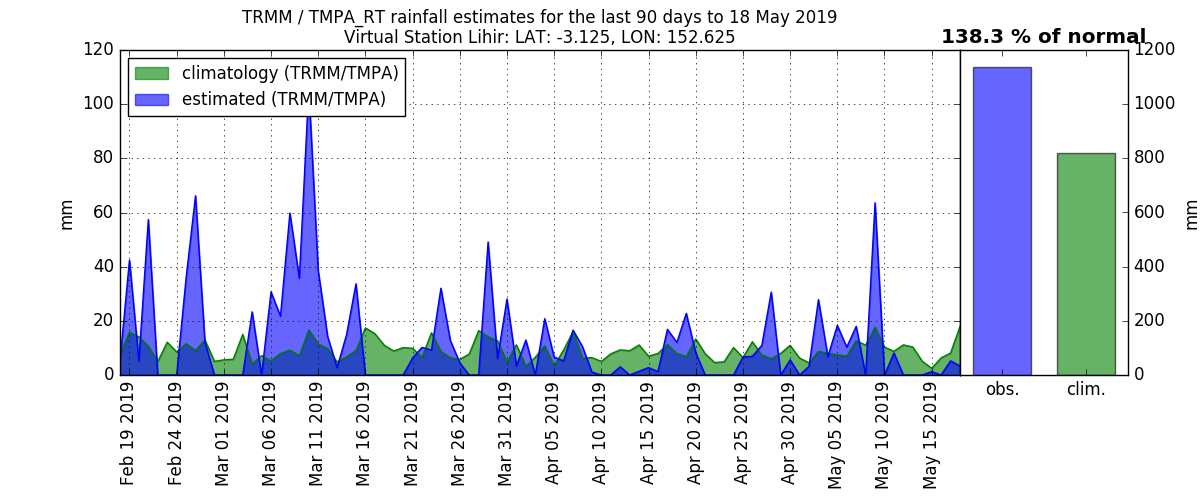 TRMM / TMPA_RT rainfall estimates for the last 90 days to 18 May 2019
Virtual Station Lihir: LAT: -3.125, LON: 152.625
138.3 % of normal
climatology (TRMM/TMPA)
estimated (TRMM/TMPA)
120
100
80
60
40
20
0
mm
1200
1000
800
600
400
200
0
mm
Feb 19 2019
Feb 24 2019
Mar 01 2019
Mar 06 2019
Mar 11 2019
Mar 16 2019
Mar 21 2019
Mar 26 2019
Mar 31 2019
Apr 05 2019
Apr 10 2019
Apr 15 2019
Apr 20 2019
Apr 25 2019
Apr 30 2019
May 05 2019
May 10 2019
May 15 2019
obs.
clim.